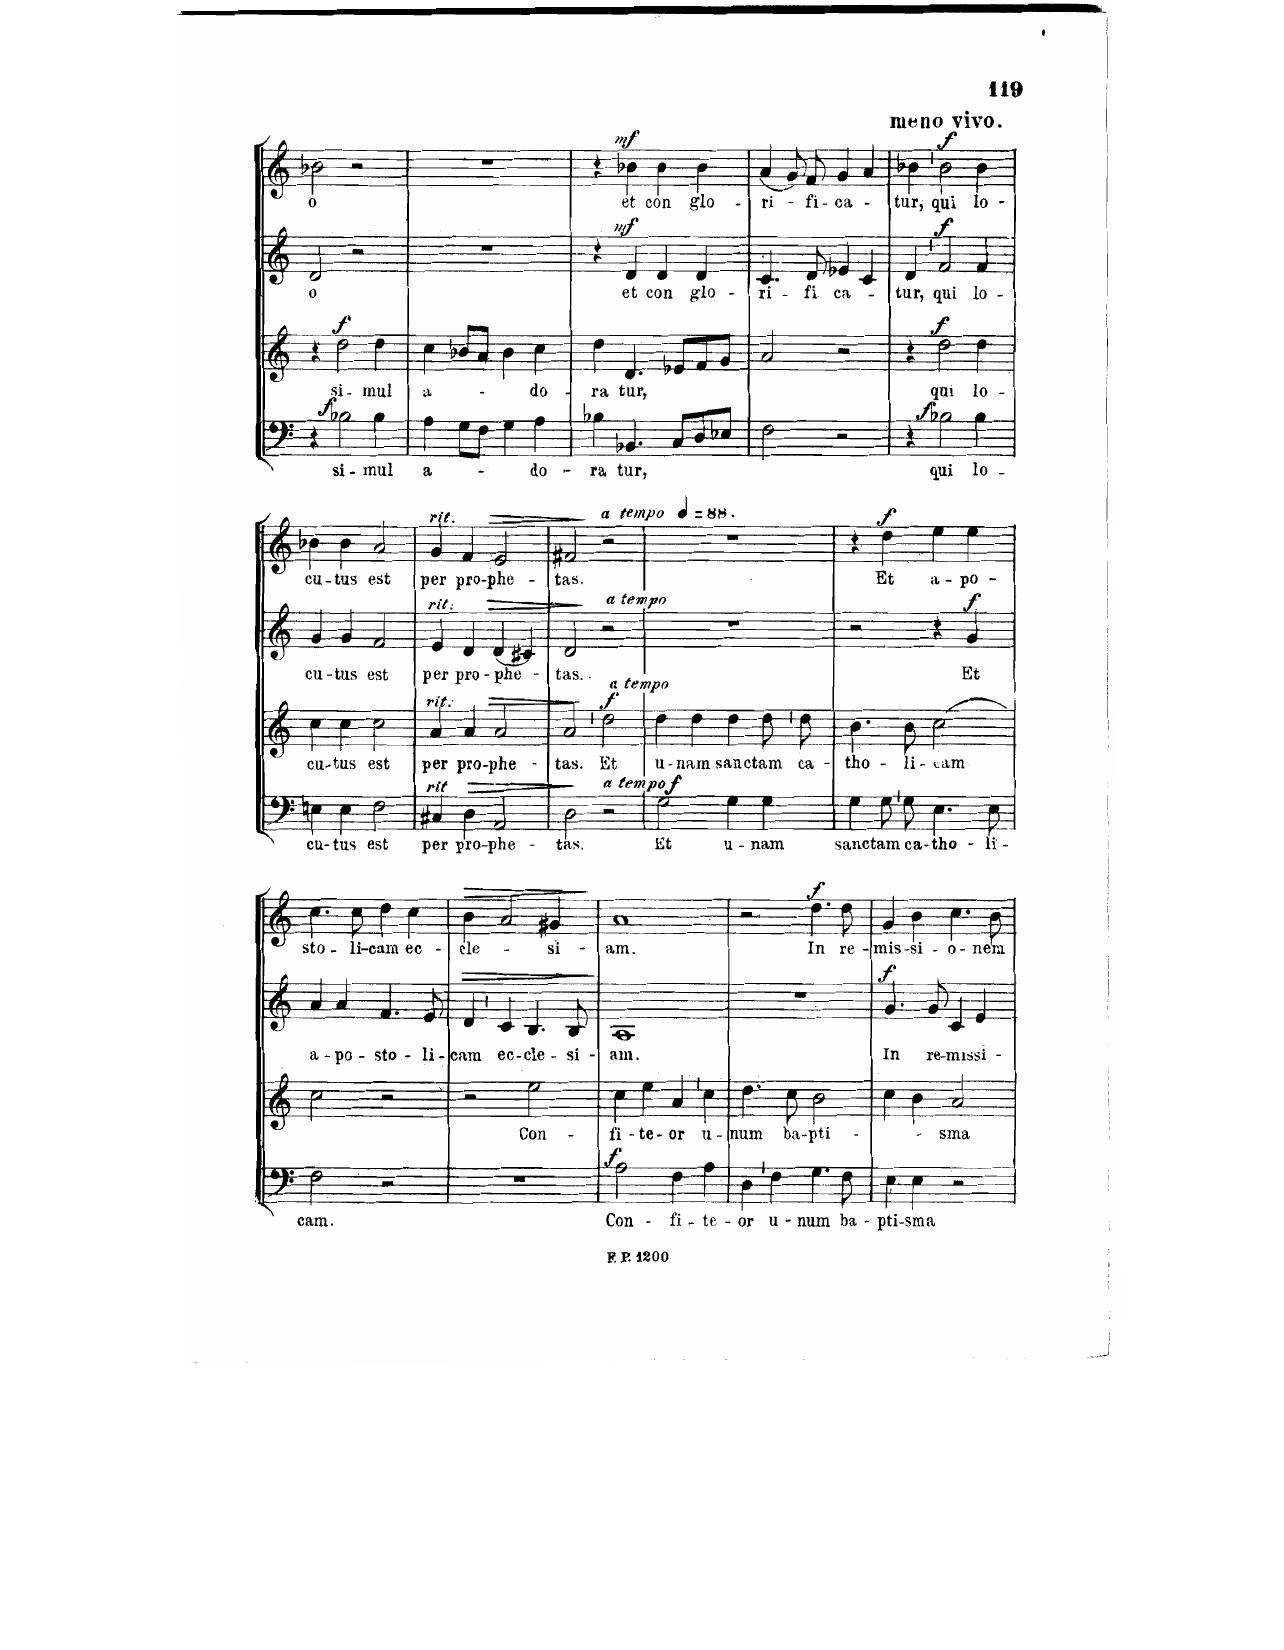 119
meno vivo.
mf f
o et con glo - ri - fi - ca - tur, qui lo -
mf f
o et con glo - ri - fi ca - tur, qui lo -
f f
si - mul a - do - ra tur, qui lo -
f f
si - mul a - do - ra tur, qui lo -
rit. a tempo ♩ = 88. f
cu - tus est per pro - phe - tas. Et a - po -
rit. a tempo f
cu - tus est per pro - phe - tas. . Et
rit. a tempo f
cu - tus est per pro - phe - tas. Et u - nam sanctam ca - tho - li - cam
rit a tempo f
cu - tus est per pro - phe - tas. Et u - nam sanctam ca - tho - li -
f
sto - li - cam ec - cle - si - am. In re - mis - si - o - nem
f
a - po - sto - li - cam ec - cle - si - am. In re - missi -
Con - fi - te - or u - num ba - pti - sma
f
cam. Con - fi - te - or u - num ba - pti - sma
F. P. 1200